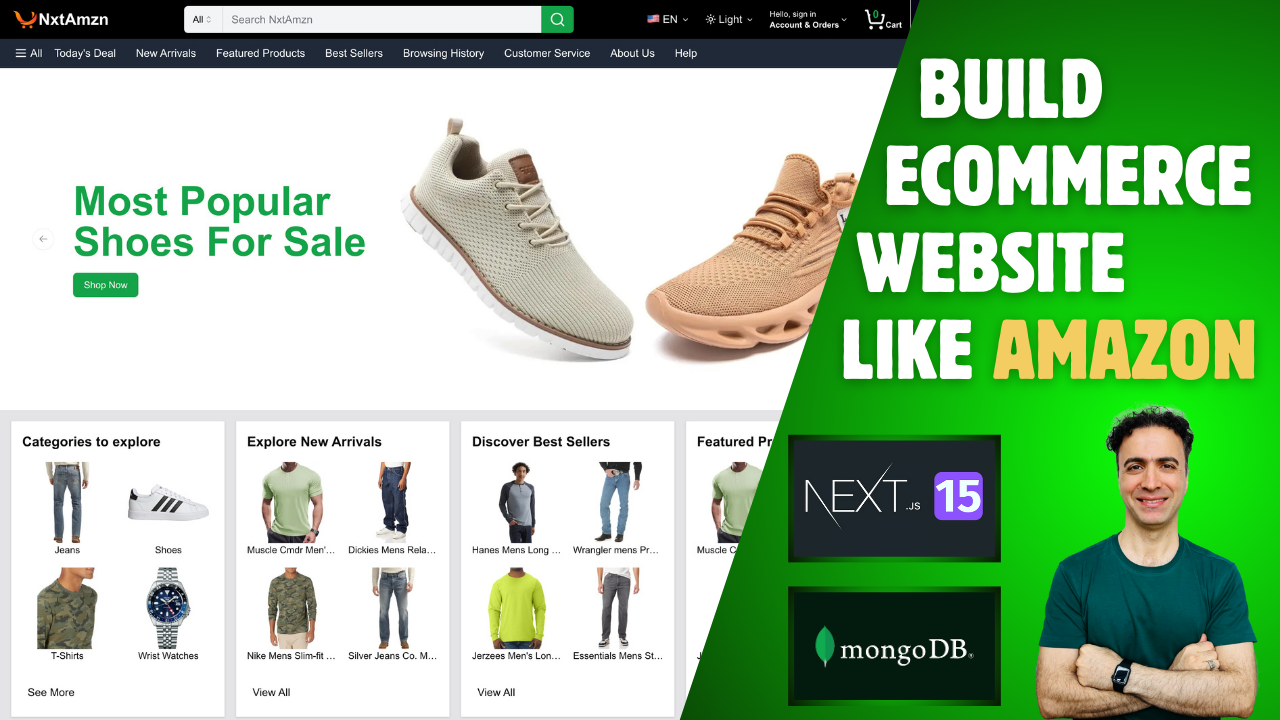 NxtAmzn
All
Search NxtAmzn
EN
Light
Hello, sign in
Account & Orders
0
Cart
All
Today's Deal
New Arrivals
Featured Products
Best Sellers
Browsing History
Customer Service
About Us
Help
Most Popular
Shoes For Sale
Shop Now
Categories to explore
Jeans
Shoes
T-Shirts
Wrist Watches
See More
Explore New Arrivals
Muscle Cmdr Men'...
Dickies Mens Rela...
Nike Mens Slim-fit ...
Silver Jeans Co. M...
View All
Discover Best Sellers
Hanes Mens Long ...
Wrangler mens Pr...
Jerzees Men's Lon...
Essentials Mens St...
View All
Featured Pr
Muscle C
BUILD
ECOMMERCE
WEBSITE
LIKE AMAZON
NEXT.JS 15
mongoDB®